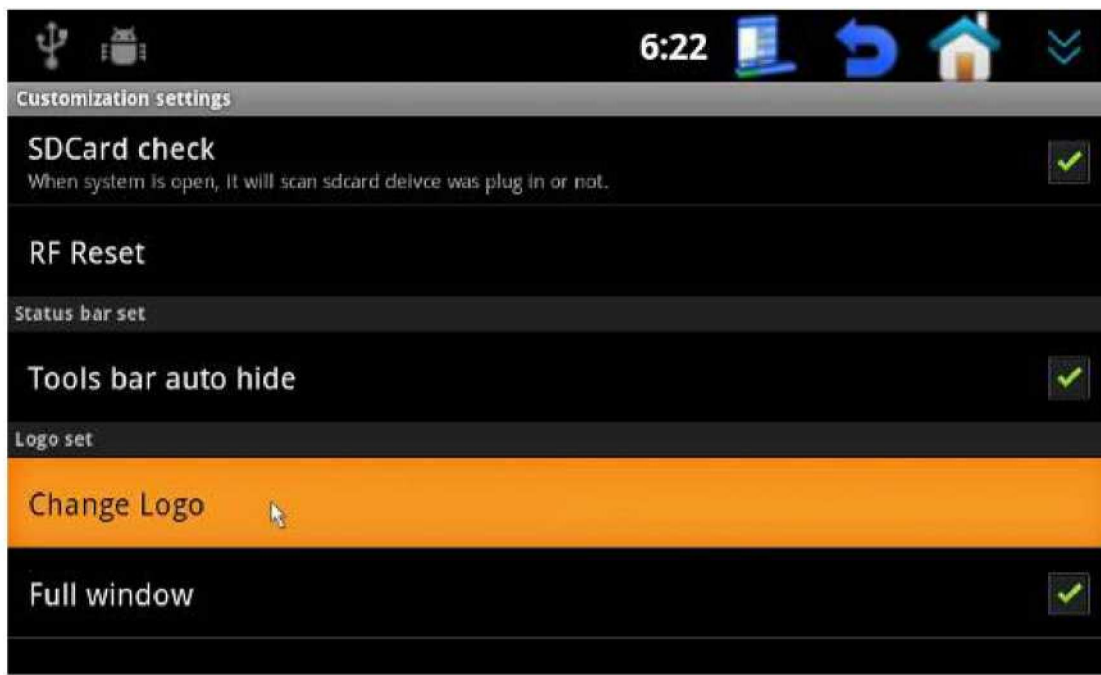 6:22
Customization settings
SDCard check
When system is open, it will scan sdcard deivce was plug in or not.
RF Reset
Status bar set
Tools bar auto hide
Logo set
Change Logo
Full window